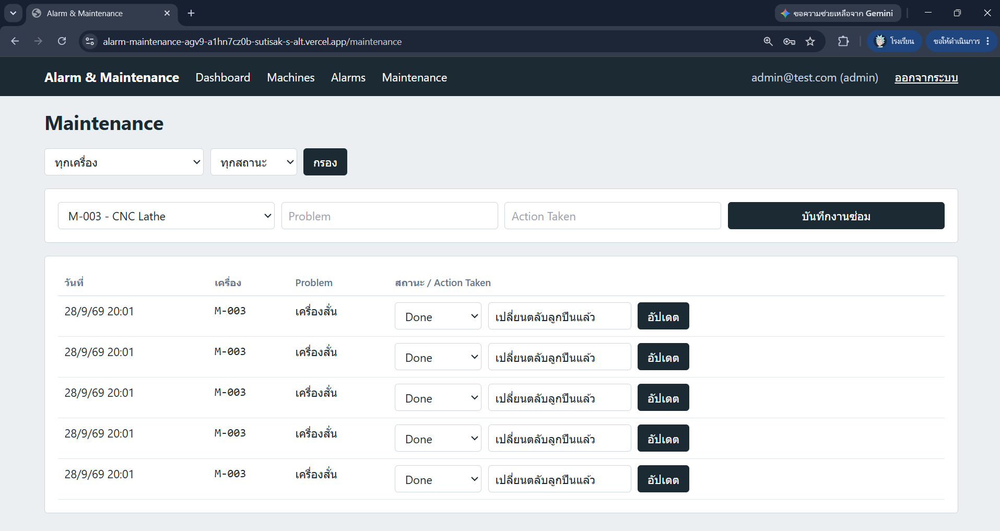 Alarm & Maintenance
ขอความช่วยเหลือจาก Gemini
alarm-maintenance-agv9-a1hn7cz0b-sutisak-s-alt.vercel.app/maintenance
โรงเรียน
ขอให้ดำเนินการ
Alarm & Maintenance Dashboard Machines Alarms Maintenance admin@test.com (admin) ออกจากระบบ
Maintenance
ทุกเครื่อง ทุกสถานะ กรอง
M-003 - CNC Lathe Problem Action Taken บันทึกงานซ่อม
วันที่ เครื่อง Problem สถานะ / Action Taken
28/9/69 20:01 M-003 เครื่องสั่น Done เปลี่ยนตลับลูกปืนแล้ว อัปเดต
28/9/69 20:01 M-003 เครื่องสั่น Done เปลี่ยนตลับลูกปืนแล้ว อัปเดต
28/9/69 20:01 M-003 เครื่องสั่น Done เปลี่ยนตลับลูกปืนแล้ว อัปเดต
28/9/69 20:01 M-003 เครื่องสั่น Done เปลี่ยนตลับลูกปืนแล้ว อัปเดต
28/9/69 20:01 M-003 เครื่องสั่น Done เปลี่ยนตลับลูกปืนแล้ว อัปเดต